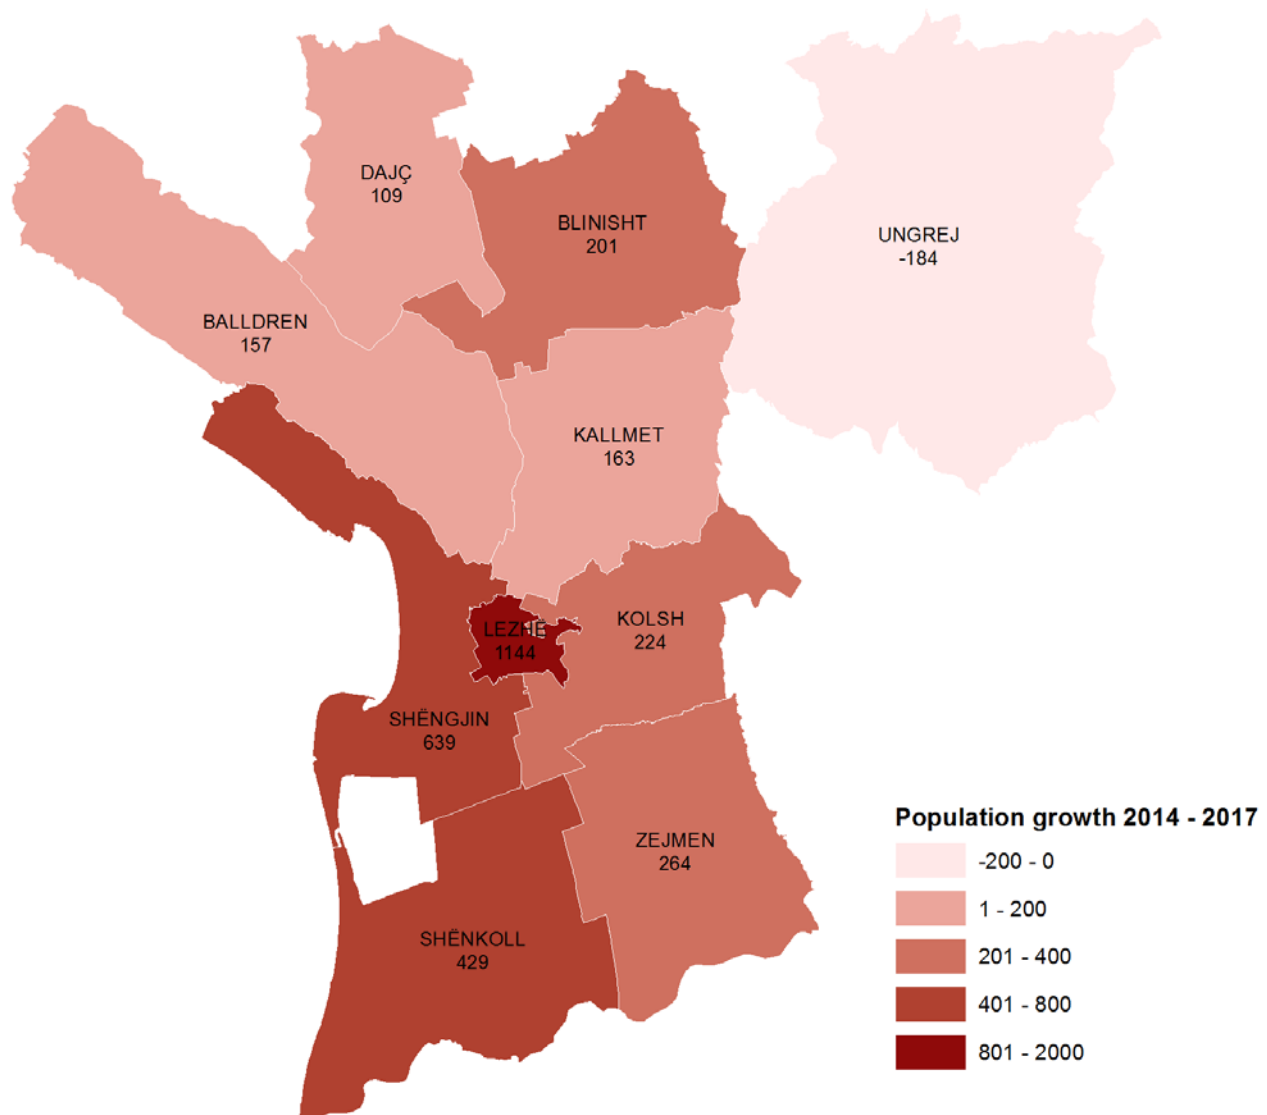 DAJÇ
109
BLINISHT
201
UNGREJ
-184
BALLDREN
157
KALLMET
163
LEZHË
1144
KOLSH
224
SHËNGJIN
639
ZEJMEN
264
SHËNKOLL
429
Population growth 2014 - 2017
-200 - 0
1 - 200
201 - 400
401 - 800
801 - 2000